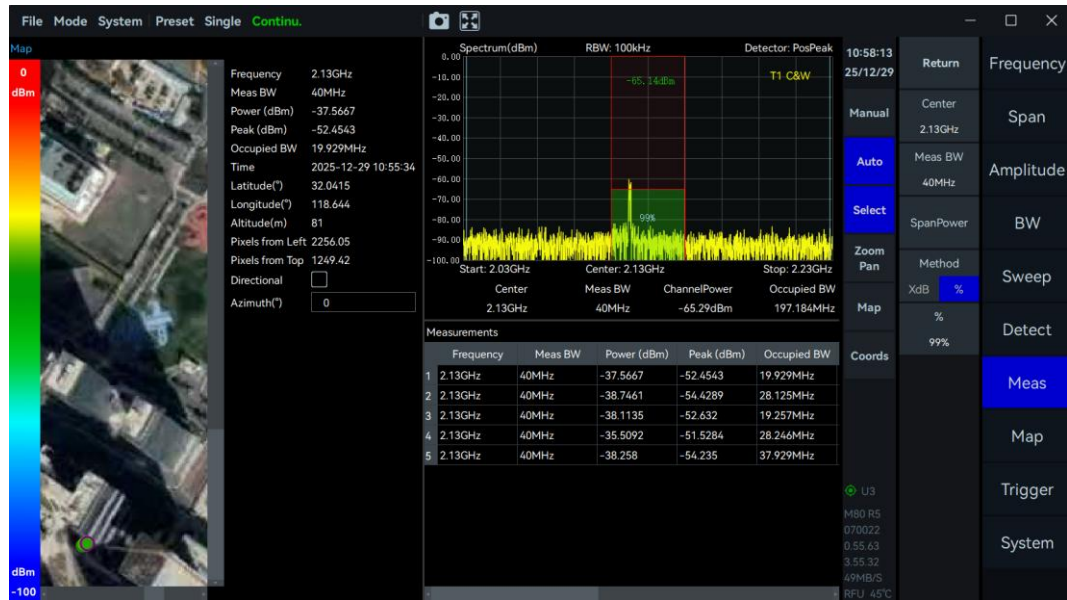 File Mode System Preset Single Continu.
Map
0
dBm
dBm
-100
Frequency 2.13GHz
Meas BW 40MHz
Power (dBm) -37.5667
Peak (dBm) -52.4543
Occupied BW 19.929MHz
Time 2025-12-29 10:55:34
Latitude(°) 32.0415
Longitude(°) 118.644
Altitude(m) 81
Pixels from Left 2256.05
Pixels from Top 1249.42
Directional
Azimuth(°) 0
Spectrum(dBm) RBW: 100kHz Detector: PosPeak
0.00
-10.00
-20.00
-30.00
-40.00
-50.00
-60.00
-70.00
-80.00
-90.00
-100.00
-65.14dBm
T1 C&W
99%
Start: 2.03GHz Center: 2.13GHz Stop: 2.23GHz
Center Meas BW ChannelPower Occupied BW
2.13GHz 40MHz -65.29dBm 197.184MHz
Measurements
Frequency Meas BW Power (dBm) Peak (dBm) Occupied BW
1 2.13GHz 40MHz -37.5667 -52.4543 19.929MHz
2 2.13GHz 40MHz -38.7461 -54.4289 28.125MHz
3 2.13GHz 40MHz -38.1135 -52.632 19.257MHz
4 2.13GHz 40MHz -35.5092 -51.5284 28.246MHz
5 2.13GHz 40MHz -38.258 -54.235 37.929MHz
10:58:13
25/12/29
Manual
Auto
Select
Zoom
Pan
Map
Coords
U3
M80 R5
070022
0.55.63
3.55.32
49MB/S
RFU 45℃
Return
Center
2.13GHz
Meas BW
40MHz
SpanPower
Method
XdB %
%
99%
Frequency
Span
Amplitude
BW
Sweep
Detect
Meas
Map
Trigger
System